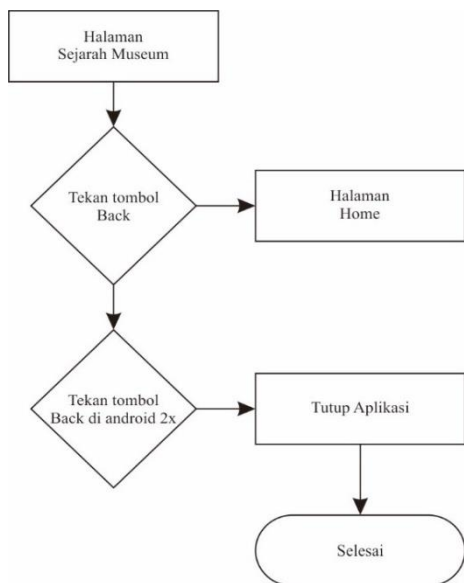 Halaman
Sejarah Museum
Tekan tombol
Back
Halaman
Home
Tekan tombol
Back di android 2x
Tutup Aplikasi
Selesai